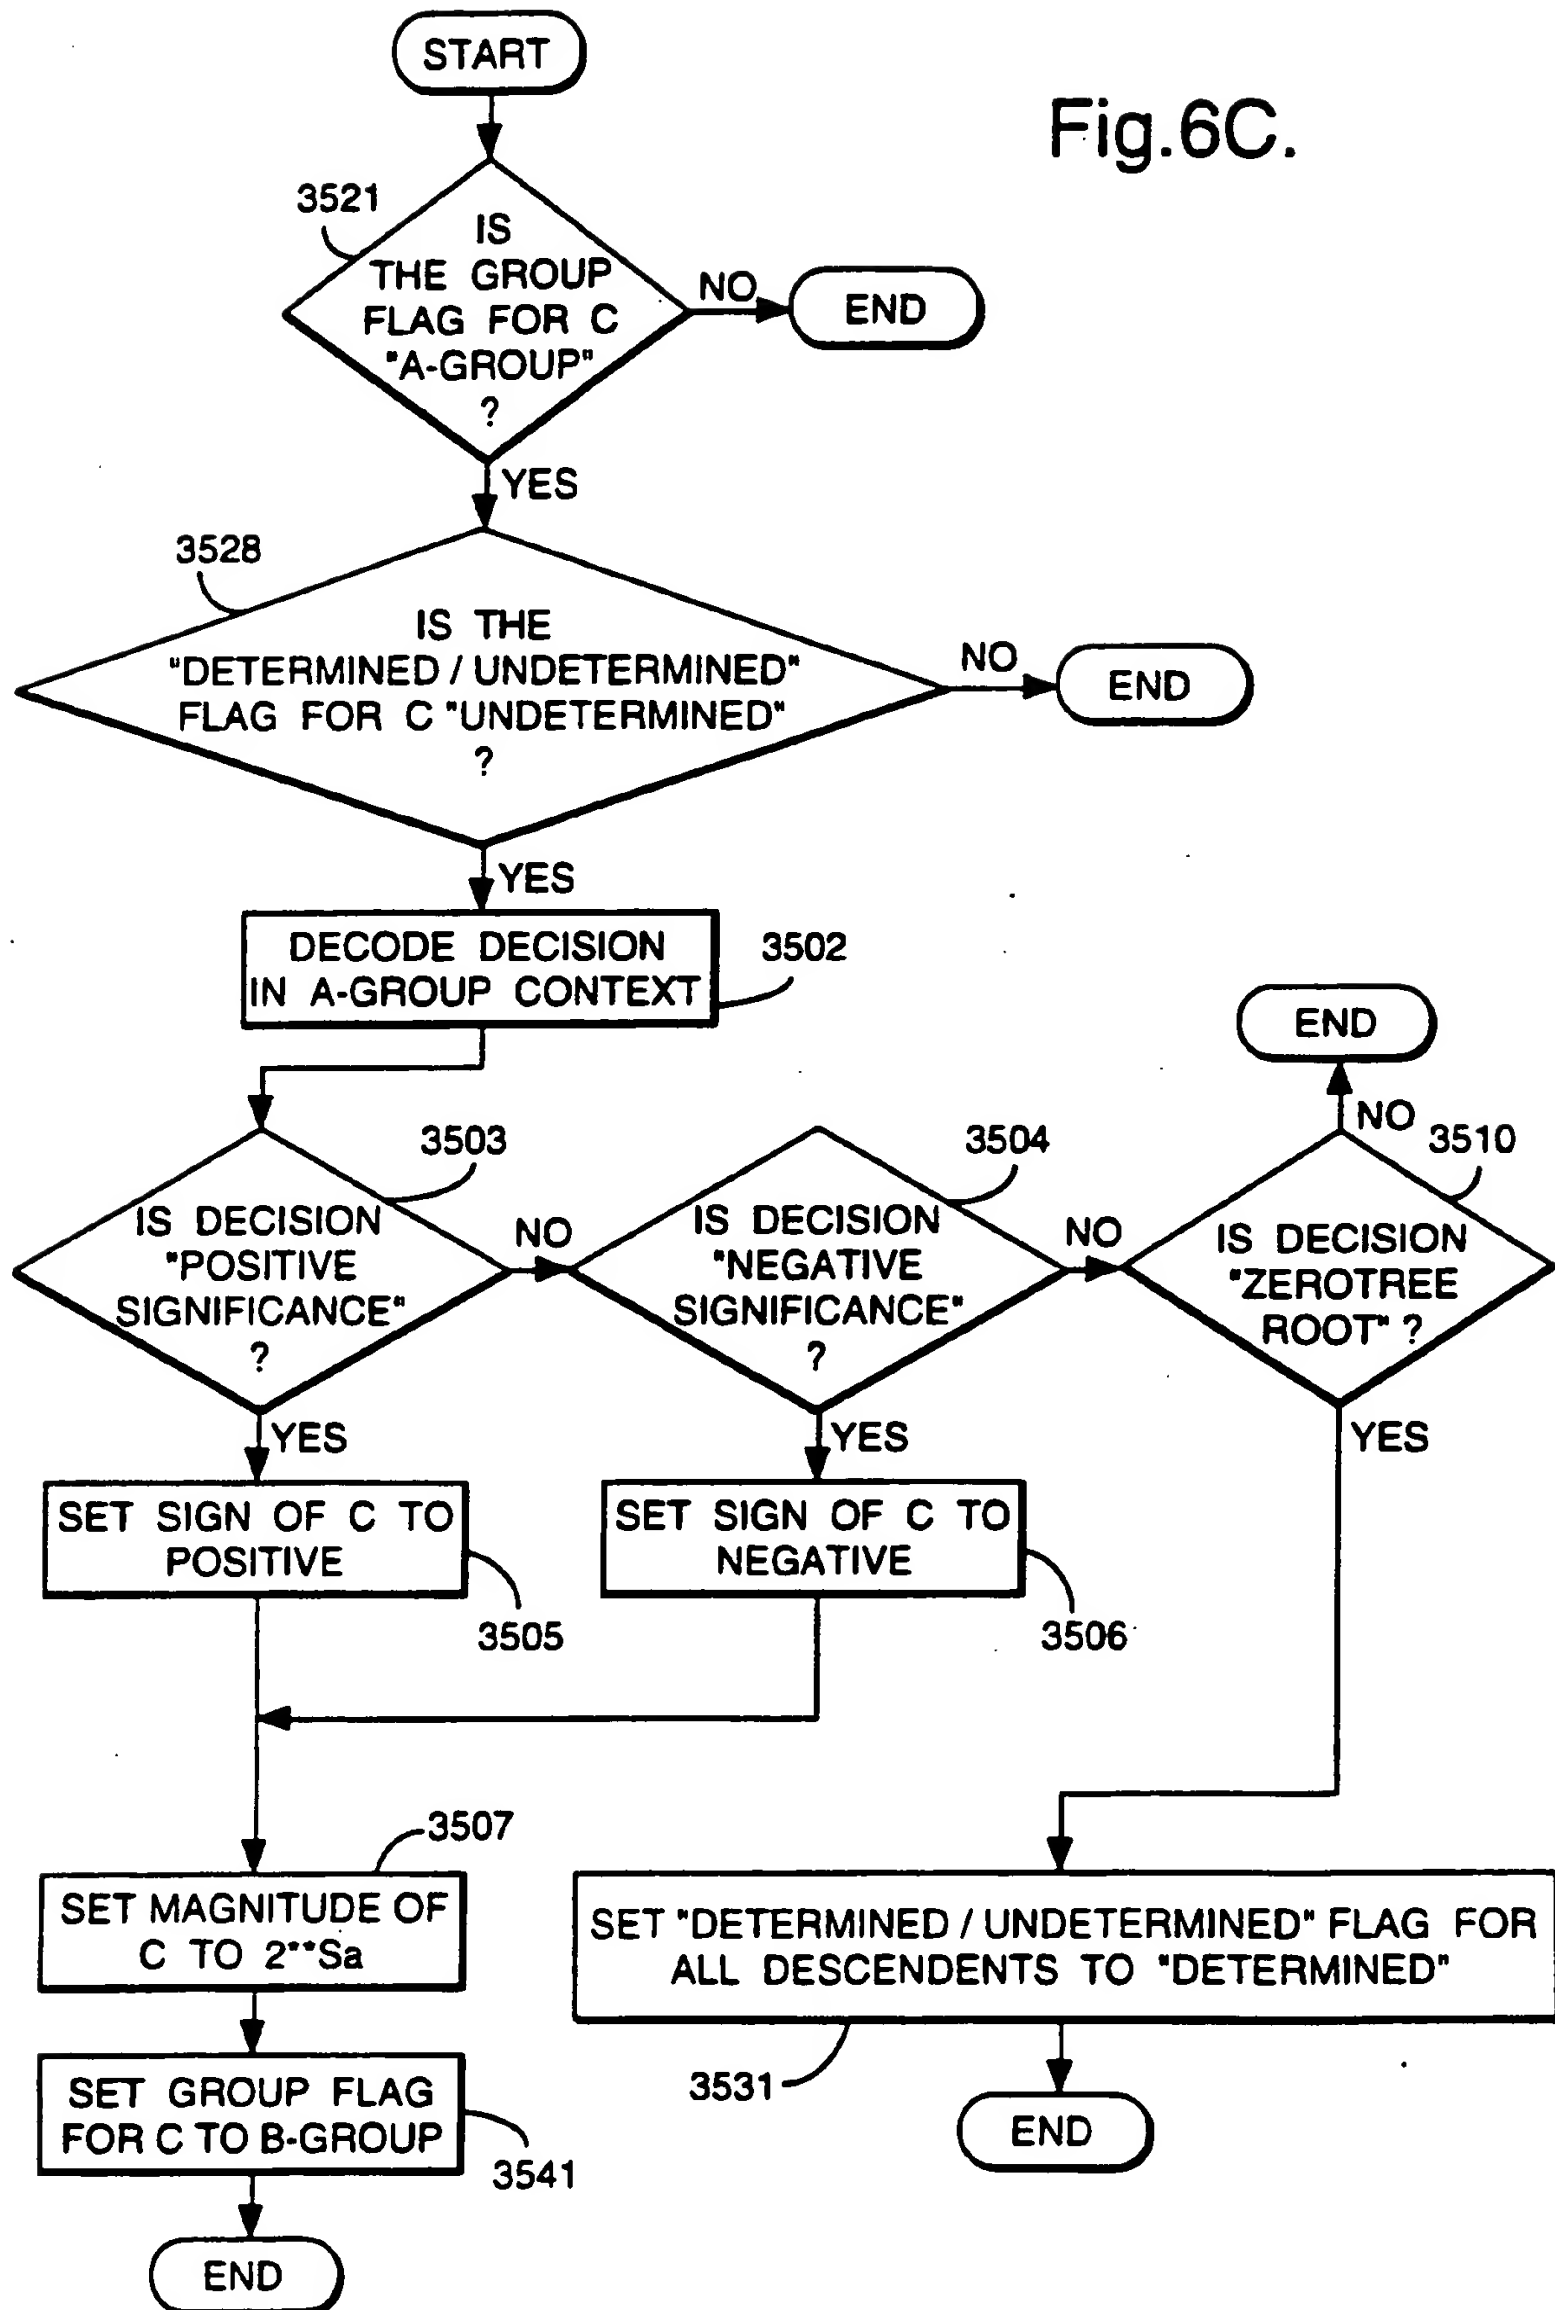 START
Fig.6C.
3521
IS
THE GROUP
FLAG FOR C
"A-GROUP"
?
NO
END
YES
3528
IS THE
"DETERMINED / UNDETERMINED"
FLAG FOR C "UNDETERMINED"
?
NO
END
YES
DECODE DECISION
IN A-GROUP CONTEXT
3502
END
NO
3503
IS DECISION
"POSITIVE
SIGNIFICANCE"
?
NO
3504
IS DECISION
"NEGATIVE
SIGNIFICANCE"
?
NO
3510
IS DECISION
"ZEROTREE
ROOT" ?
YES
YES
YES
SET SIGN OF C TO
POSITIVE
3505
SET SIGN OF C TO
NEGATIVE
3506
3507
SET MAGNITUDE OF
C TO 2**Sa
SET "DETERMINED / UNDETERMINED" FLAG FOR
ALL DESCENDENTS TO "DETERMINED"
3531
END
SET GROUP FLAG
FOR C TO B-GROUP
3541
END